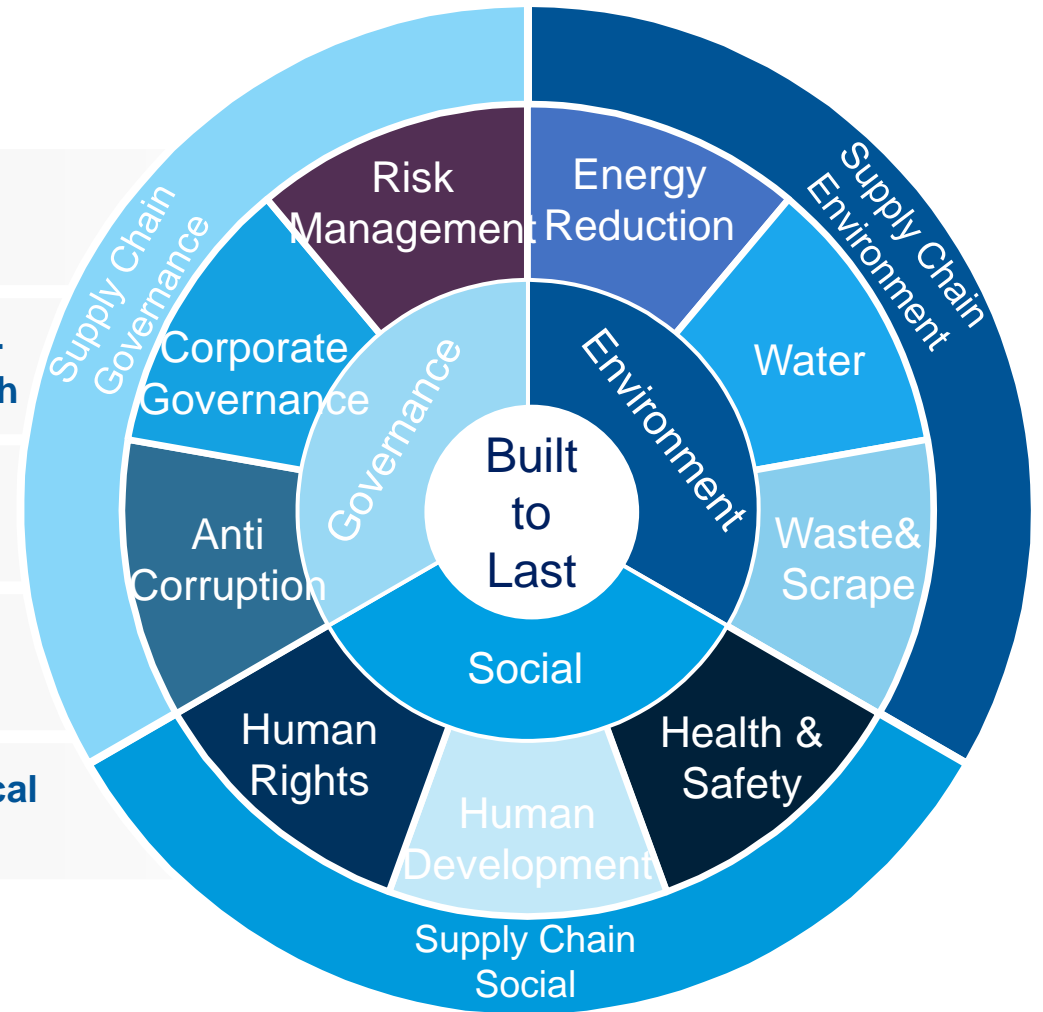 Supply Chain
Governance
Supply Chain
Environment
Risk
Management
Energy
Reduction
Corporate
Governance
Water
Governance
Environment
Built
to
Last
Anti
Corruption
Waste&
Scrape
Social
Human
Rights
Health &
Safety
Human
Development
Supply Chain
Social